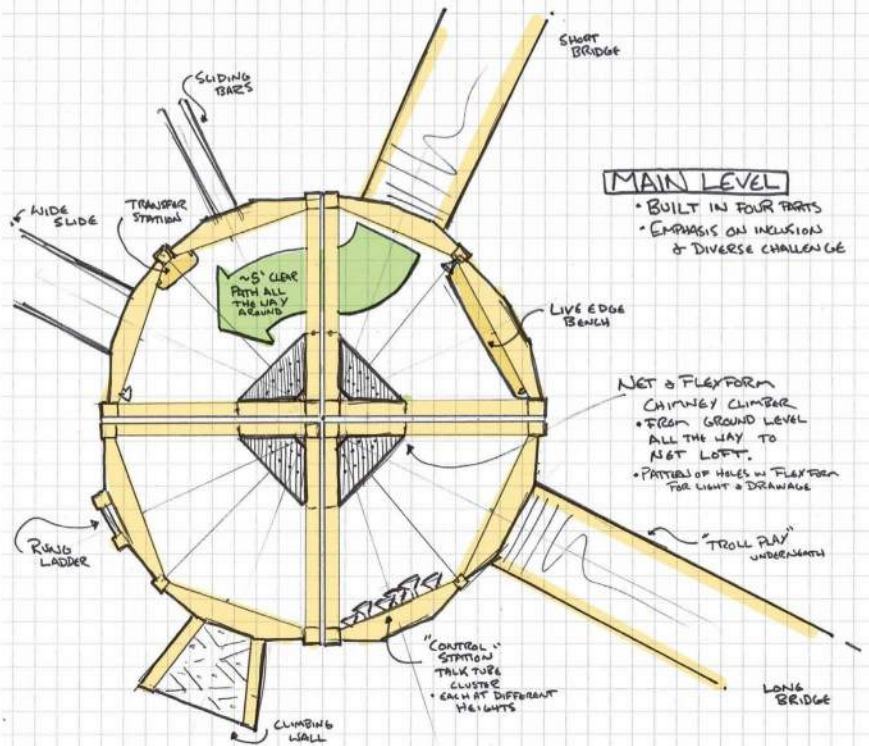 SHORT
BRIDGE
SLIDING
BARS
MAIN LEVEL
• BUILT IN FOUR PARTS
• EMPHASIS ON INCLUSION
& DIVERSE CHALLENGE
TRANSFER
STATION
WIDE
SLIDE
~5' CLEAR
PATH ALL
THE WAY
AROUND
LIVE EDGE
BENCH
NET & FLEXFORM
CHIMNEY CLIMBER
• FROM GROUND LEVEL
ALL THE WAY TO
NET LOFT.
• PATTERN OF HOLES IN FLEXFORM
FOR LIGHT & DRAINAGE
"TROLL PLAY"
UNDERNEATH
RUNG
LADDER
"CONTROL"
STATION
TALK TUBE
CLUSTER
• EACH AT DIFFERENT
HEIGHTS
LONG
BRIDGE
CLIMBING
WALL